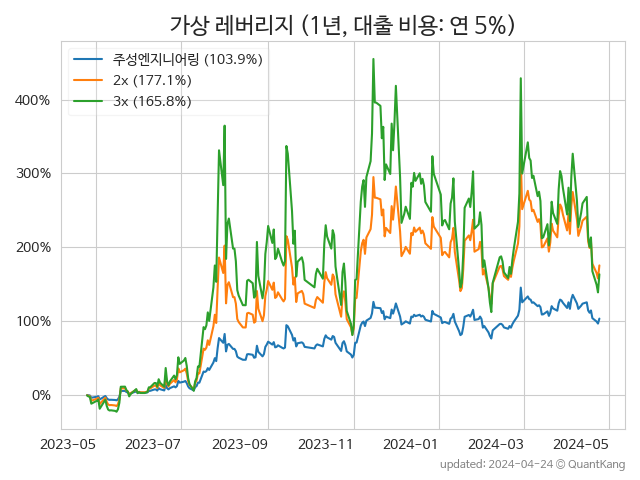 가상 레버리지 (1년, 대출 비용: 연 5%)
주성엔지니어링 (103.9%)
2x (177.1%)
3x (165.8%)
400%
300%
200%
100%
0%
2023-05 2023-07 2023-09 2023-11 2024-01 2024-03 2024-05
updated: 2024-04-24 © QuantKang